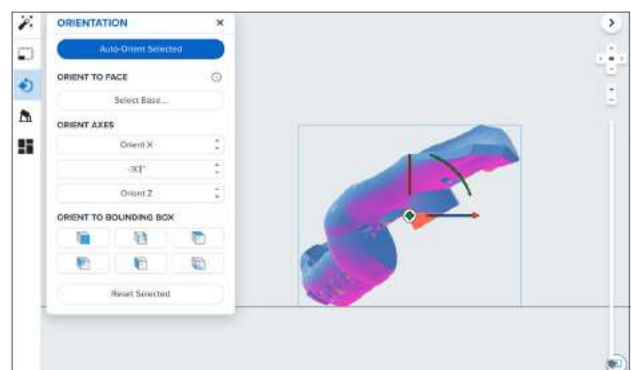 ORIENTATION
Auto-Orient Selected
ORIENT TO FACE
Select Base...
ORIENT AXES
Orient X
-30°
Orient Z
ORIENT TO BOUNDING BOX
Reset Selected